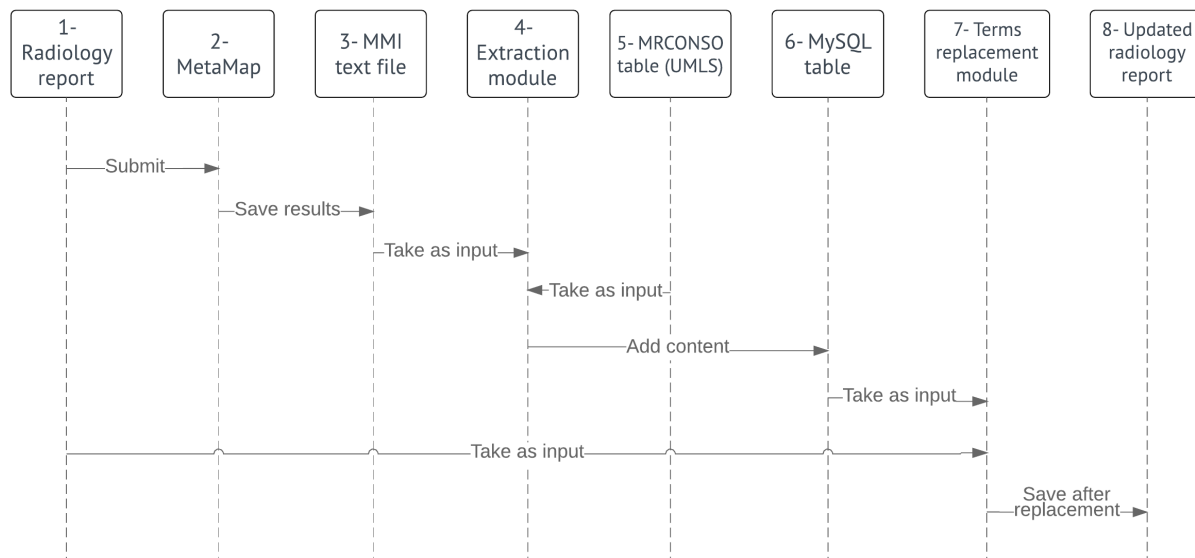 1-
Radiology
report
2-
MetaMap
3- MMI
text file
4-
Extraction
module
5- MRCONSO
table (UMLS)
6- MySQL
table
7- Terms
replacement
module
8- Updated
radiology
report
Submit
Save results
Take as input
Take as input
Add content
Take as input
Take as input
Save after
replacement